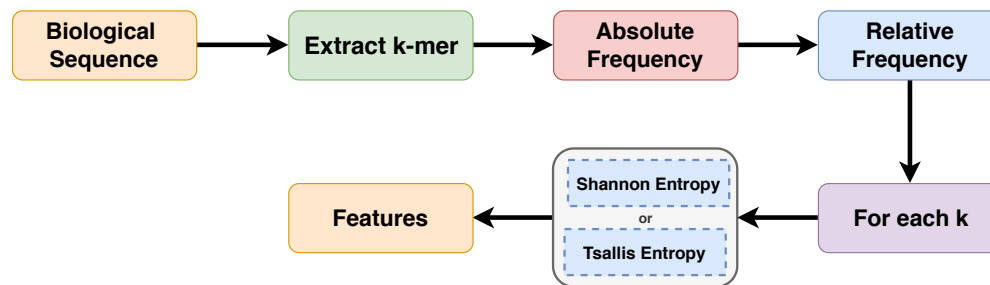 Biological
Sequence
Extract k-mer
Absolute
Frequency
Relative
Frequency
For each k
Shannon Entropy
or
Tsallis Entropy
Features